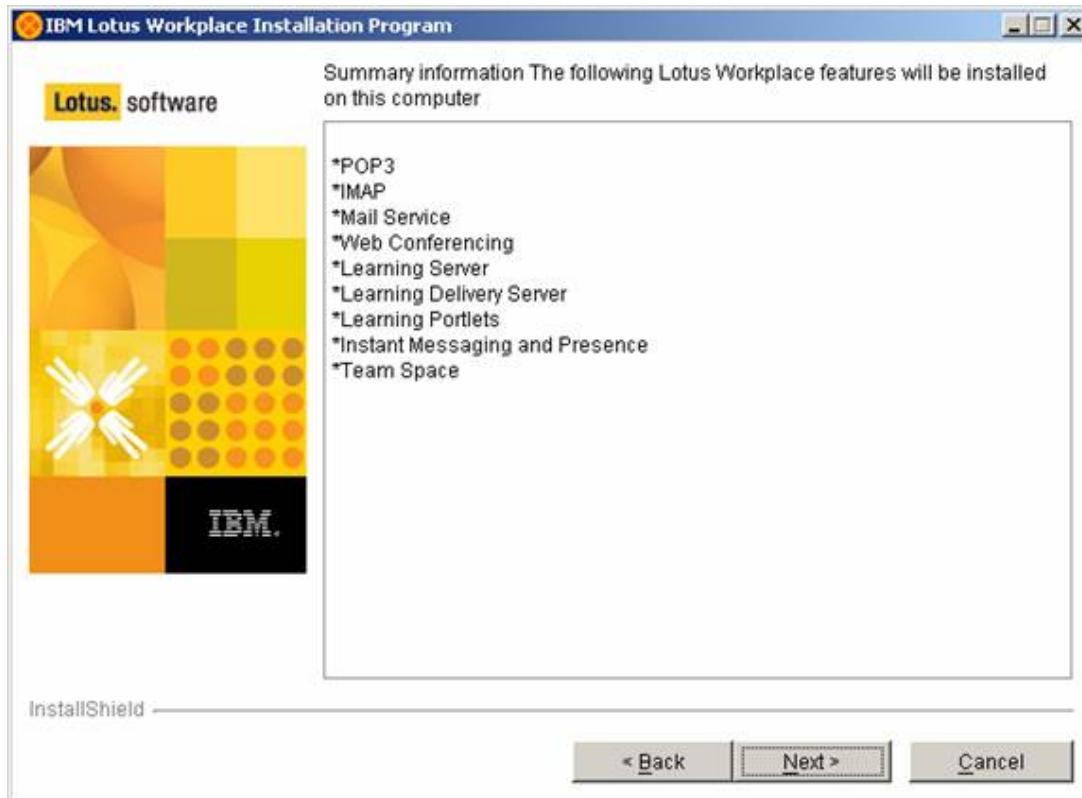 IBM Lotus Workplace Installation Program
Lotus. software
Summary information The following Lotus Workplace features will be installed
on this computer
*POP3
*IMAP
*Mail Service
*Web Conferencing
*Learning Server
*Learning Delivery Server
*Learning Portlets
*Instant Messaging and Presence
*Team Space
IBM.
InstallShield
< Back
Next >
Cancel